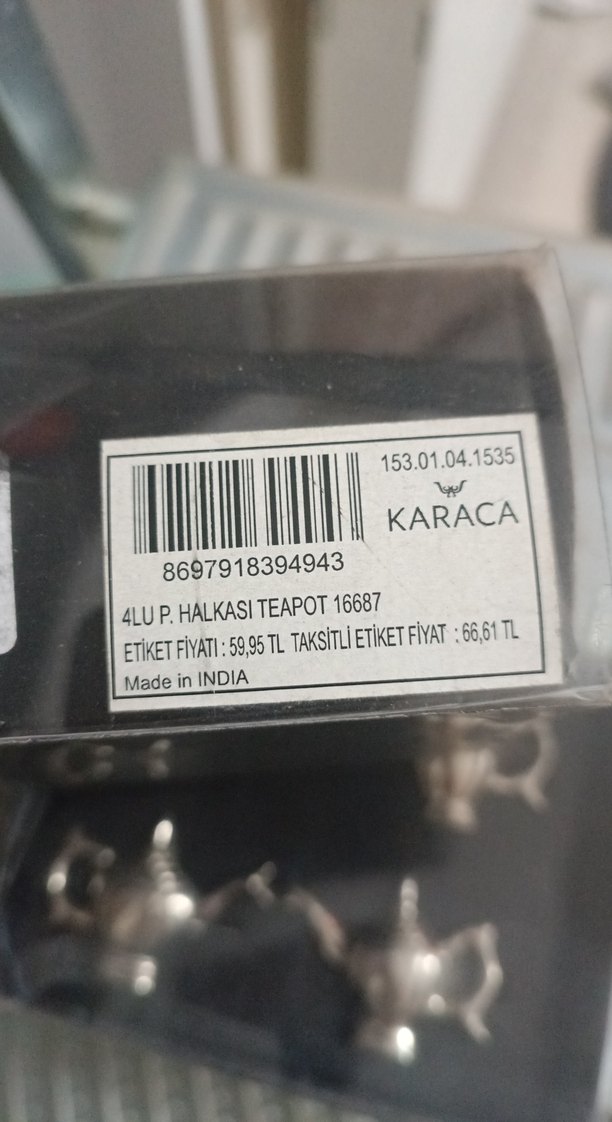 153.01.04.1535
KARACA
8697918394943
4LU P. HALKASI TEAPOT 16687
ETİKET FİYATI : 59,95 TL TAKSİTLİ ETİKET FİYAT : 66,61 TL
Made in INDIA